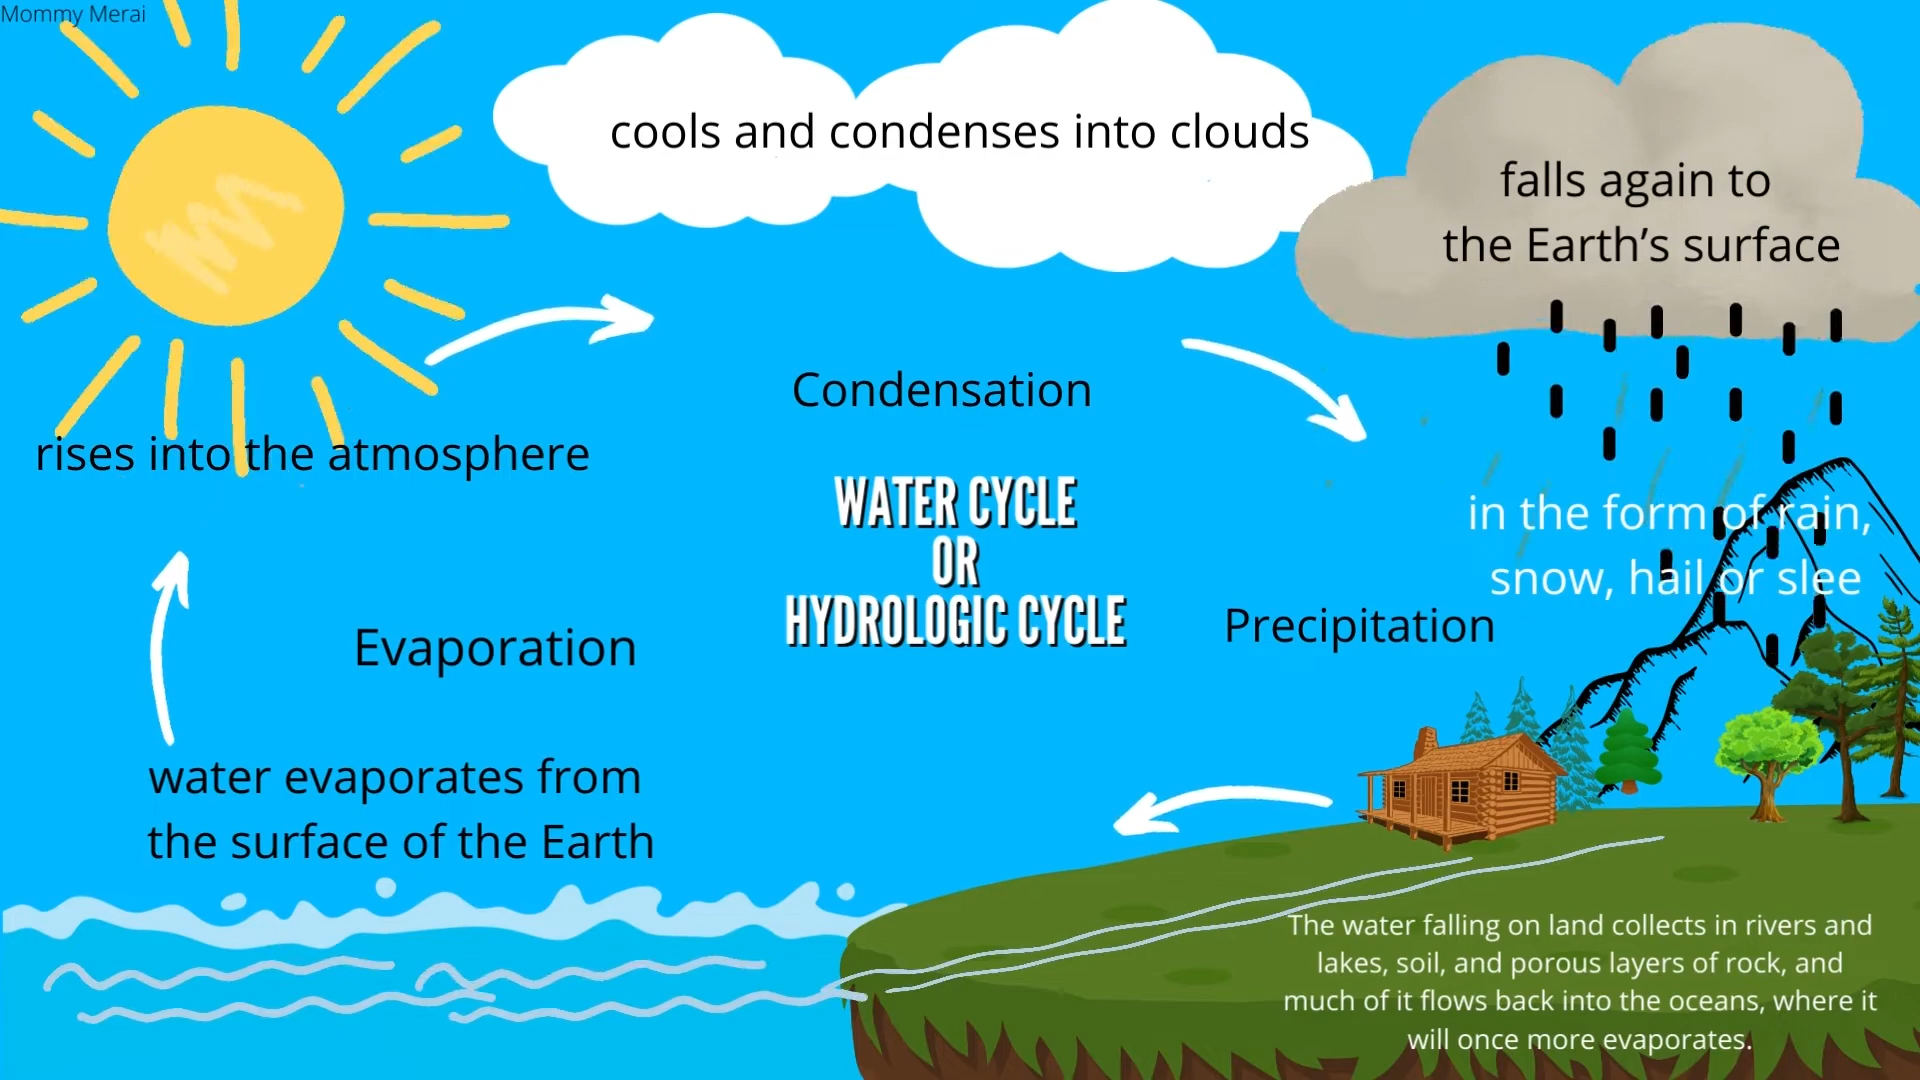 Mommy Merai
cools and condenses into clouds
falls again to
the Earth’s surface
Condensation
rises into the atmosphere
WATER CYCLE
OR
HYDROLOGIC CYCLE
in the form of rain,
snow, hail or slee
Precipitation
Evaporation
water evaporates from
the surface of the Earth
The water falling on land collects in rivers and
lakes, soil, and porous layers of rock, and
much of it flows back into the oceans, where it
will once more evaporates.